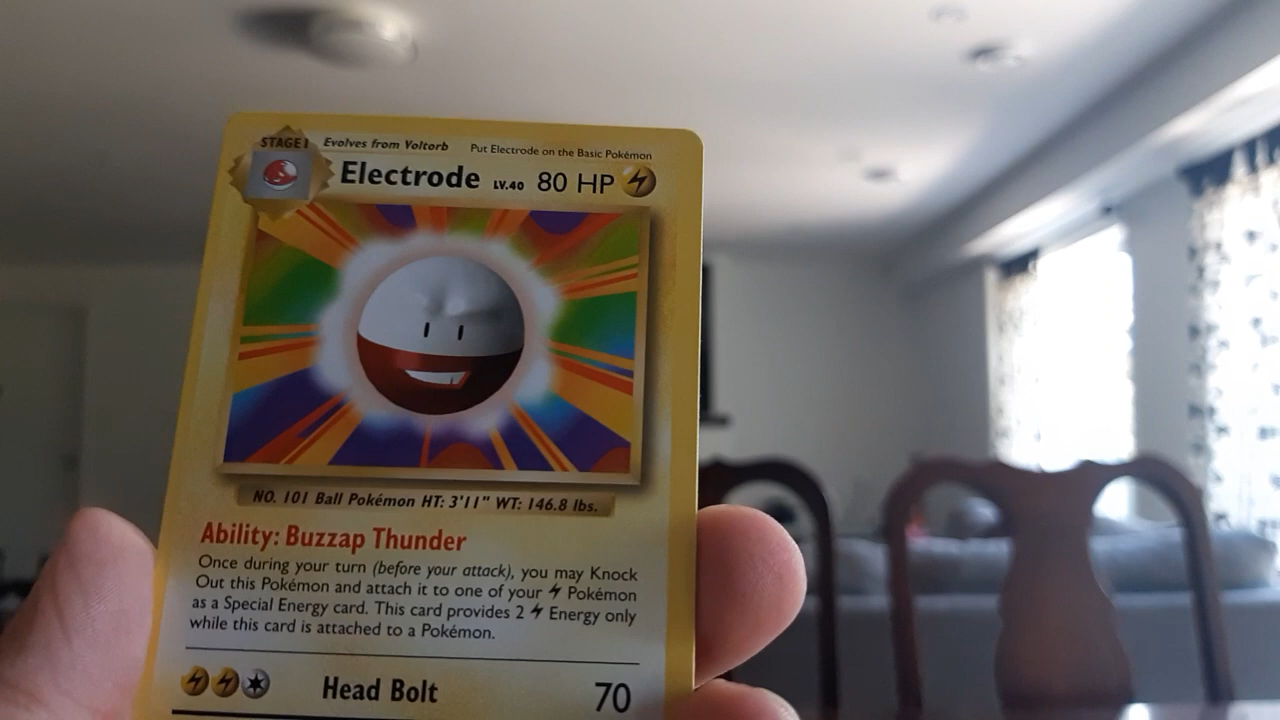 STAGE 1 Evolves from Voltorb Put Electrode on the Basic Pokémon
Electrode LV.40 80 HP
NO. 101 Ball Pokémon HT: 3'11" WT: 146.8 lbs.
Ability: Buzzap Thunder
Once during your turn (before your attack), you may Knock
Out this Pokémon and attach it to one of your Pokémon
as a Special Energy card. This card provides 2 Energy only
while this card is attached to a Pokémon.
Head Bolt 70